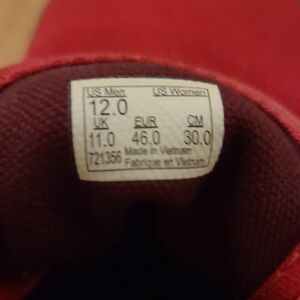 US Men US Women
12.0
UK EUR CM
11.0 46.0 30.0
721356 Made in Vietnam
Fabrique en Vietnam